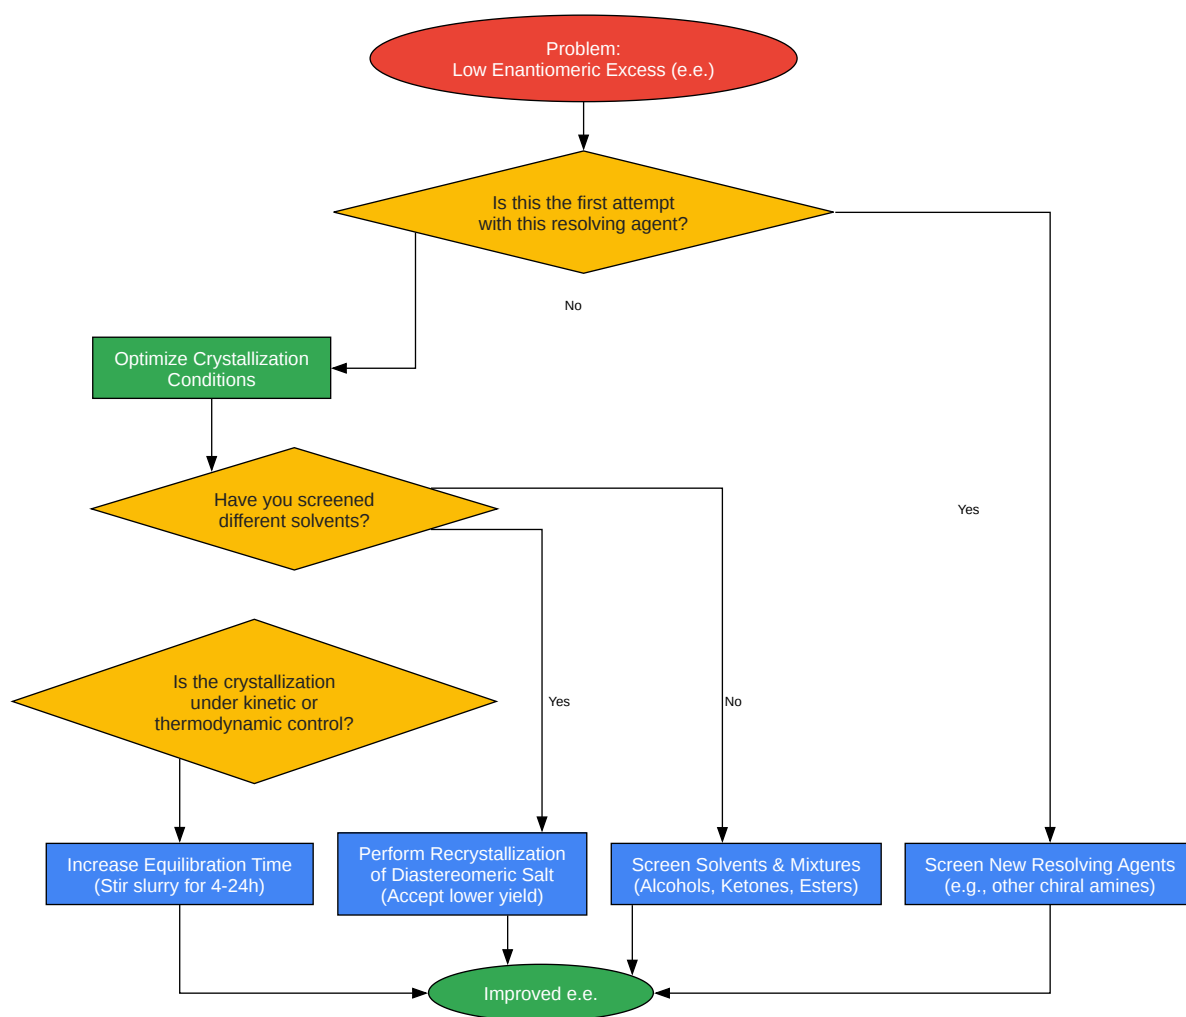 Problem:
Low Enantiomeric Excess (e.e.)
Is this the first attempt
with this resolving agent?
No
Optimize Crystallization
Conditions
Have you screened
different solvents?
Yes
Is the crystallization
under kinetic or
thermodynamic control?
Yes
No
Increase Equilibration Time
(Stir slurry for 4-24h)
Perform Recrystallization
of Diastereomeric Salt
(Accept lower yield)
Screen Solvents & Mixtures
(Alcohols, Ketones, Esters)
Screen New Resolving Agents
(e.g., other chiral amines)
Improved e.e.